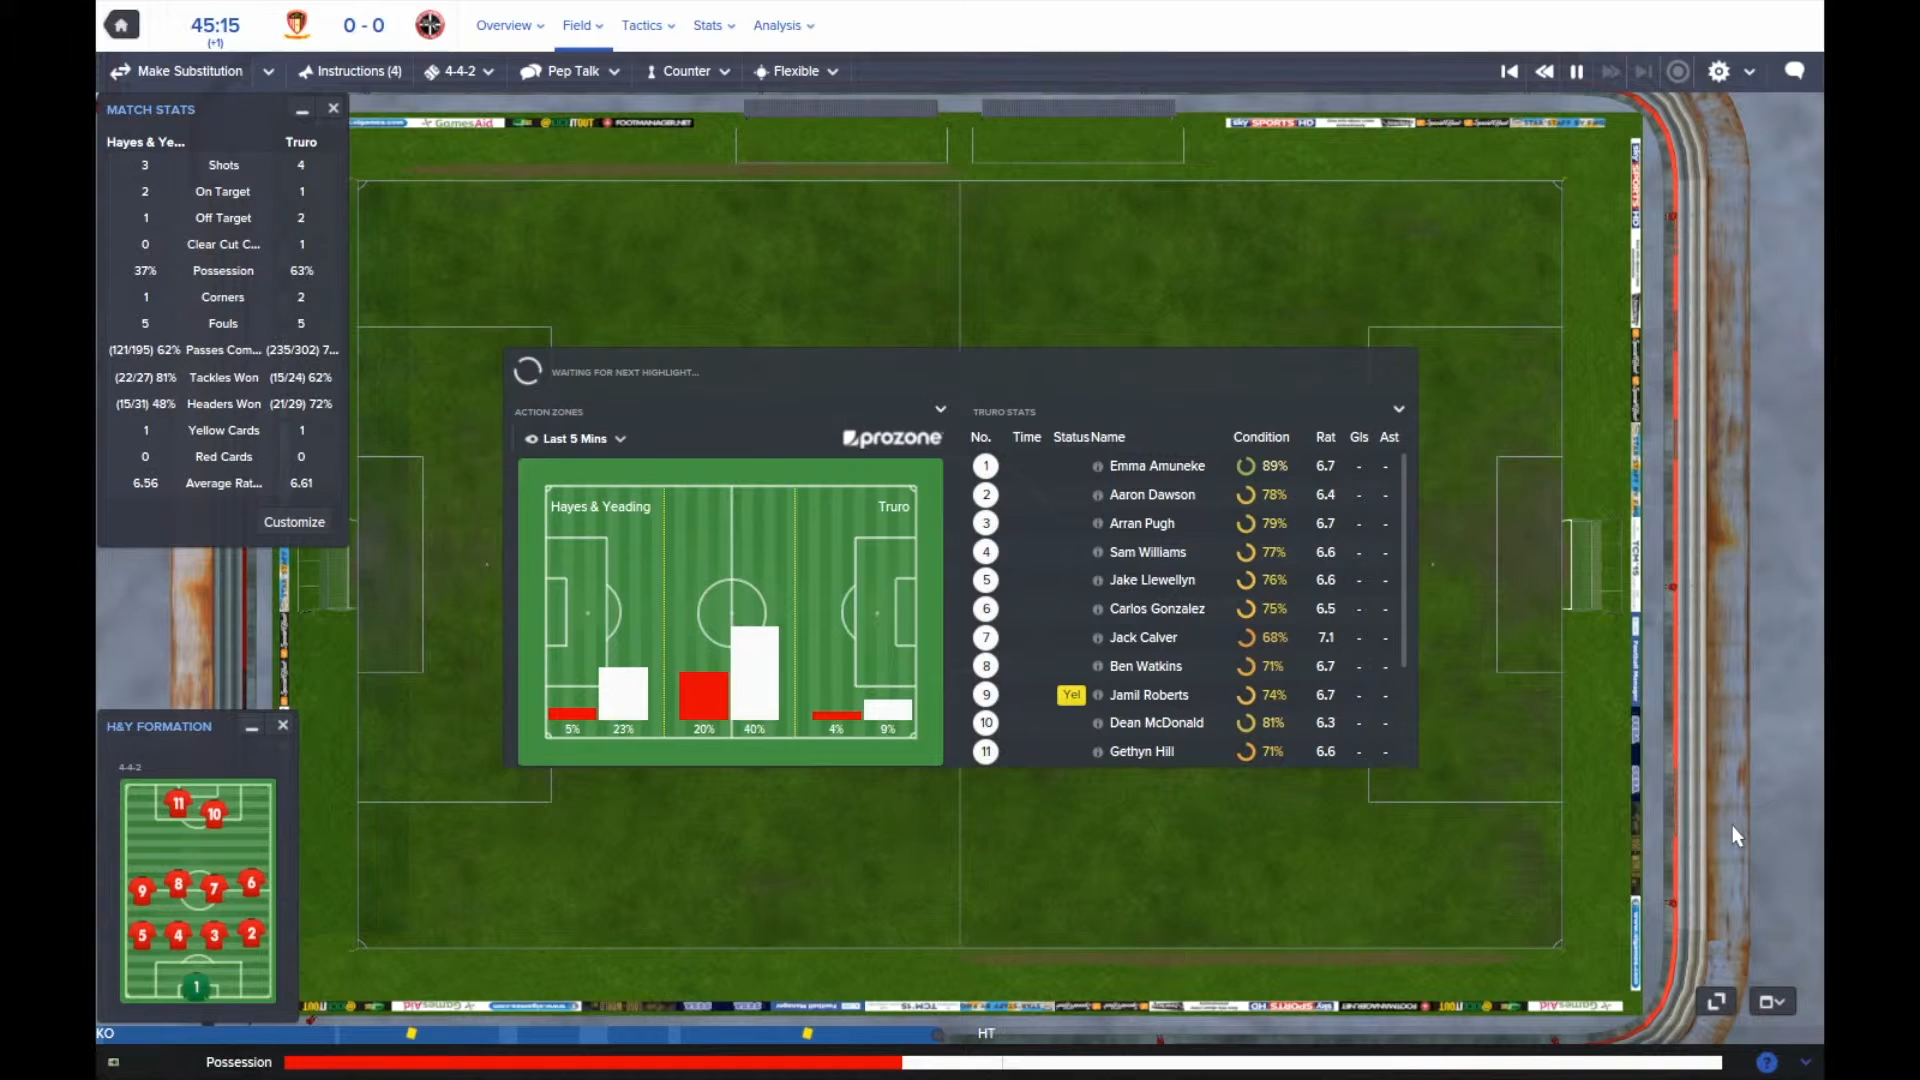 45:15
(+1)
0 - 0
Overview
Field
Tactics
Stats
Analysis
Make Substitution
Instructions (4)
4-4-2
Pep Talk
Counter
Flexible
MATCH STATS
Hayes & Ye... Truro
3 Shots 4
2 On Target 1
1 Off Target 2
0 Clear Cut C... 1
37% Possession 63%
1 Corners 2
5 Fouls 5
(121/195) 62% Passes Com... (235/302) 7...
(22/27) 81% Tackles Won (15/24) 62%
(15/31) 48% Headers Won (21/29) 72%
1 Yellow Cards 1
0 Red Cards 0
6.56 Average Rat... 6.61
Customize
GamesAid
KICKITOUT
FOOTMANAGER.NET
sky SPORTS HD
WAITING FOR NEXT HIGHLIGHT...
ACTION ZONES
Last 5 Mins
prozone
Hayes & Yeading Truro
5% 23% 20% 40% 4% 9%
TRURO STATS
No. Time Status Name Condition Rat Gls Ast
1 Emma Amuneke 89% 6.7 - -
2 Aaron Dawson 78% 6.4 - -
3 Arran Pugh 79% 6.7 - -
4 Sam Williams 77% 6.6 - -
5 Jake Llewellyn 76% 6.6 - -
6 Carlos Gonzalez 75% 6.5 - -
7 Jack Calver 68% 7.1 - -
8 Ben Watkins 71% 6.7 - -
9 Yel Jamil Roberts 74% 6.7 - -
10 Dean McDonald 81% 6.3 - -
11 Gethyn Hill 71% 6.6 - -
H&Y FORMATION
4-4-2
11 10
9 8 7 6
5 4 3 2
1
KO
HT
Possession
?